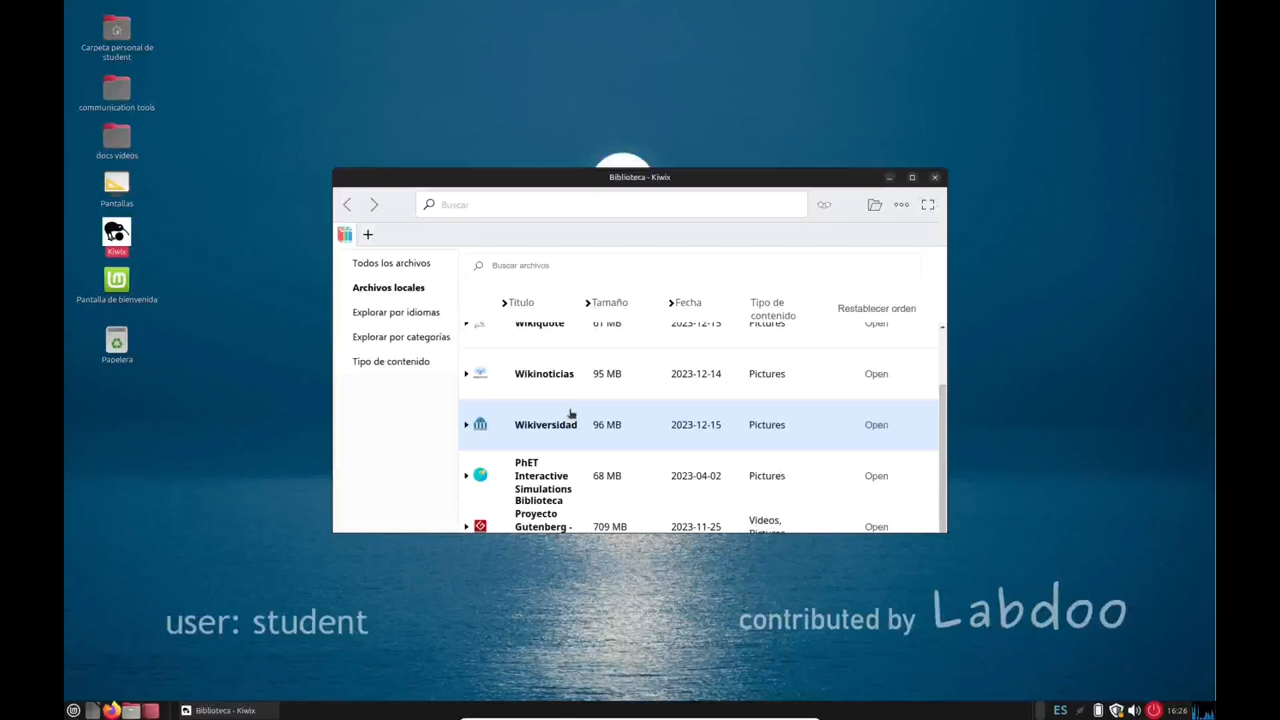 Carpeta personal de
student
communication tools
docs videos
Pantallas
Kiwix
Pantalla de bienvenida
Papelera
Biblioteca - Kiwix
Buscar
Todos los archivos
Archivos locales
Explorar por idiomas
Explorar por categorías
Tipo de contenido
Buscar archivos
Título Tamaño Fecha Tipo de contenido Restablecer orden
Wikiquote 61 MB 2023-12-15 Pictures Open
Wikinoticias 95 MB 2023-12-14 Pictures Open
Wikiversidad 96 MB 2023-12-15 Pictures Open
PhET
Interactive
Simulations 68 MB 2023-04-02 Pictures Open
Biblioteca
Proyecto
Gutenberg - 709 MB 2023-11-25 Videos, Pictures Open
user: student
contributed by Labdoo
Biblioteca - Kiwix
ES
16:26